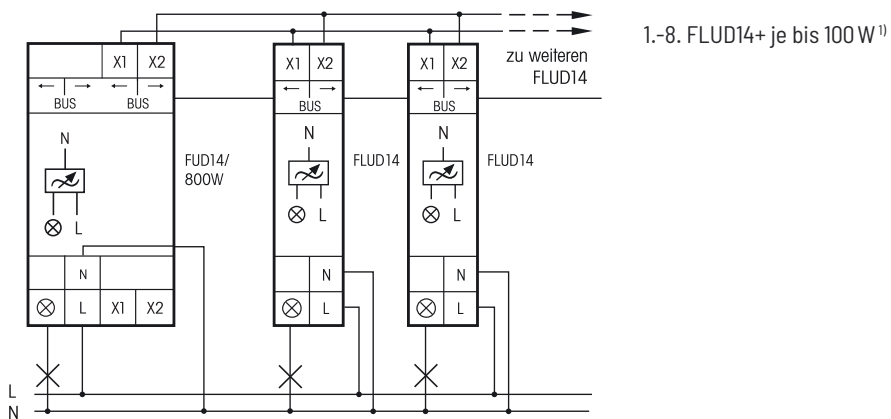 1.-8. FLUD14+ je bis 100 W ¹⁾
X1 X2
X1 X2
X1 X2
zu weiteren
FLUD14
BUS BUS
BUS
BUS
N
N
N
FUD14/
800W
FLUD14
FLUD14
L
L
L
N
N
N
L X1 X2
L
L
L
N